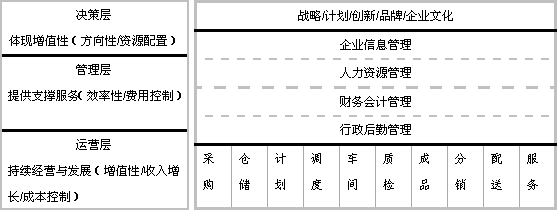 决策层
体现增值性（方向性/资源配置）
管理层
提供支撑服务（效率性/费用控制）
运营层
持续经营与发展（增值性/收入增
长/成本控制）
战略/计划/创新/品牌/企业文化
企业信息管理
人力资源管理
财务会计管理
行政后勤管理
采购
仓储
计划
调度
车间
质检
成品
分销
配送
服务